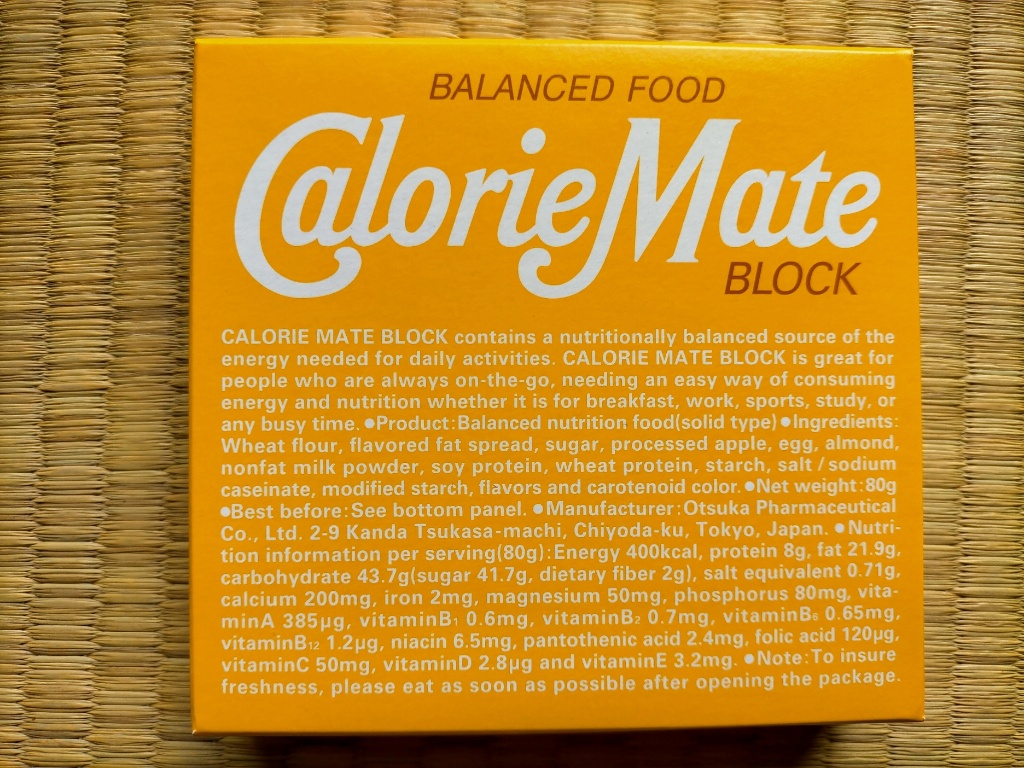 BALANCED FOOD
CalorieMate
BLOCK
CALORIE MATE BLOCK contains a nutritionally balanced source of the
energy needed for daily activities. CALORIE MATE BLOCK is great for
people who are always on-the-go, needing an easy way of consuming
energy and nutrition whether it is for breakfast, work, sports, study, or
any busy time. ●Product:Balanced nutrition food(solid type) ●Ingredients:
Wheat flour, flavored fat spread, sugar, processed apple, egg, almond,
nonfat milk powder, soy protein, wheat protein, starch, salt / sodium
caseinate, modified starch, flavors and carotenoid color. ●Net weight:80g
●Best before:See bottom panel. ●Manufacturer:Otsuka Pharmaceutical
Co., Ltd. 2-9 Kanda Tsukasa-machi, Chiyoda-ku, Tokyo, Japan. ●Nutri-
tion information per serving(80g):Energy 400kcal, protein 8g, fat 21.9g,
carbohydrate 43.7g(sugar 41.7g, dietary fiber 2g), salt equivalent 0.71g,
calcium 200mg, iron 2mg, magnesium 50mg, phosphorus 80mg, vita-
minA 385μg, vitaminB₁ 0.6mg, vitaminB₂ 0.7mg, vitaminB₆ 0.65mg,
vitaminB₁₂ 1.2μg, niacin 6.5mg, pantothenic acid 2.4mg, folic acid 120μg,
vitaminC 50mg, vitaminD 2.8μg and vitaminE 3.2mg. ●Note:To insure
freshness, please eat as soon as possible after opening the package.